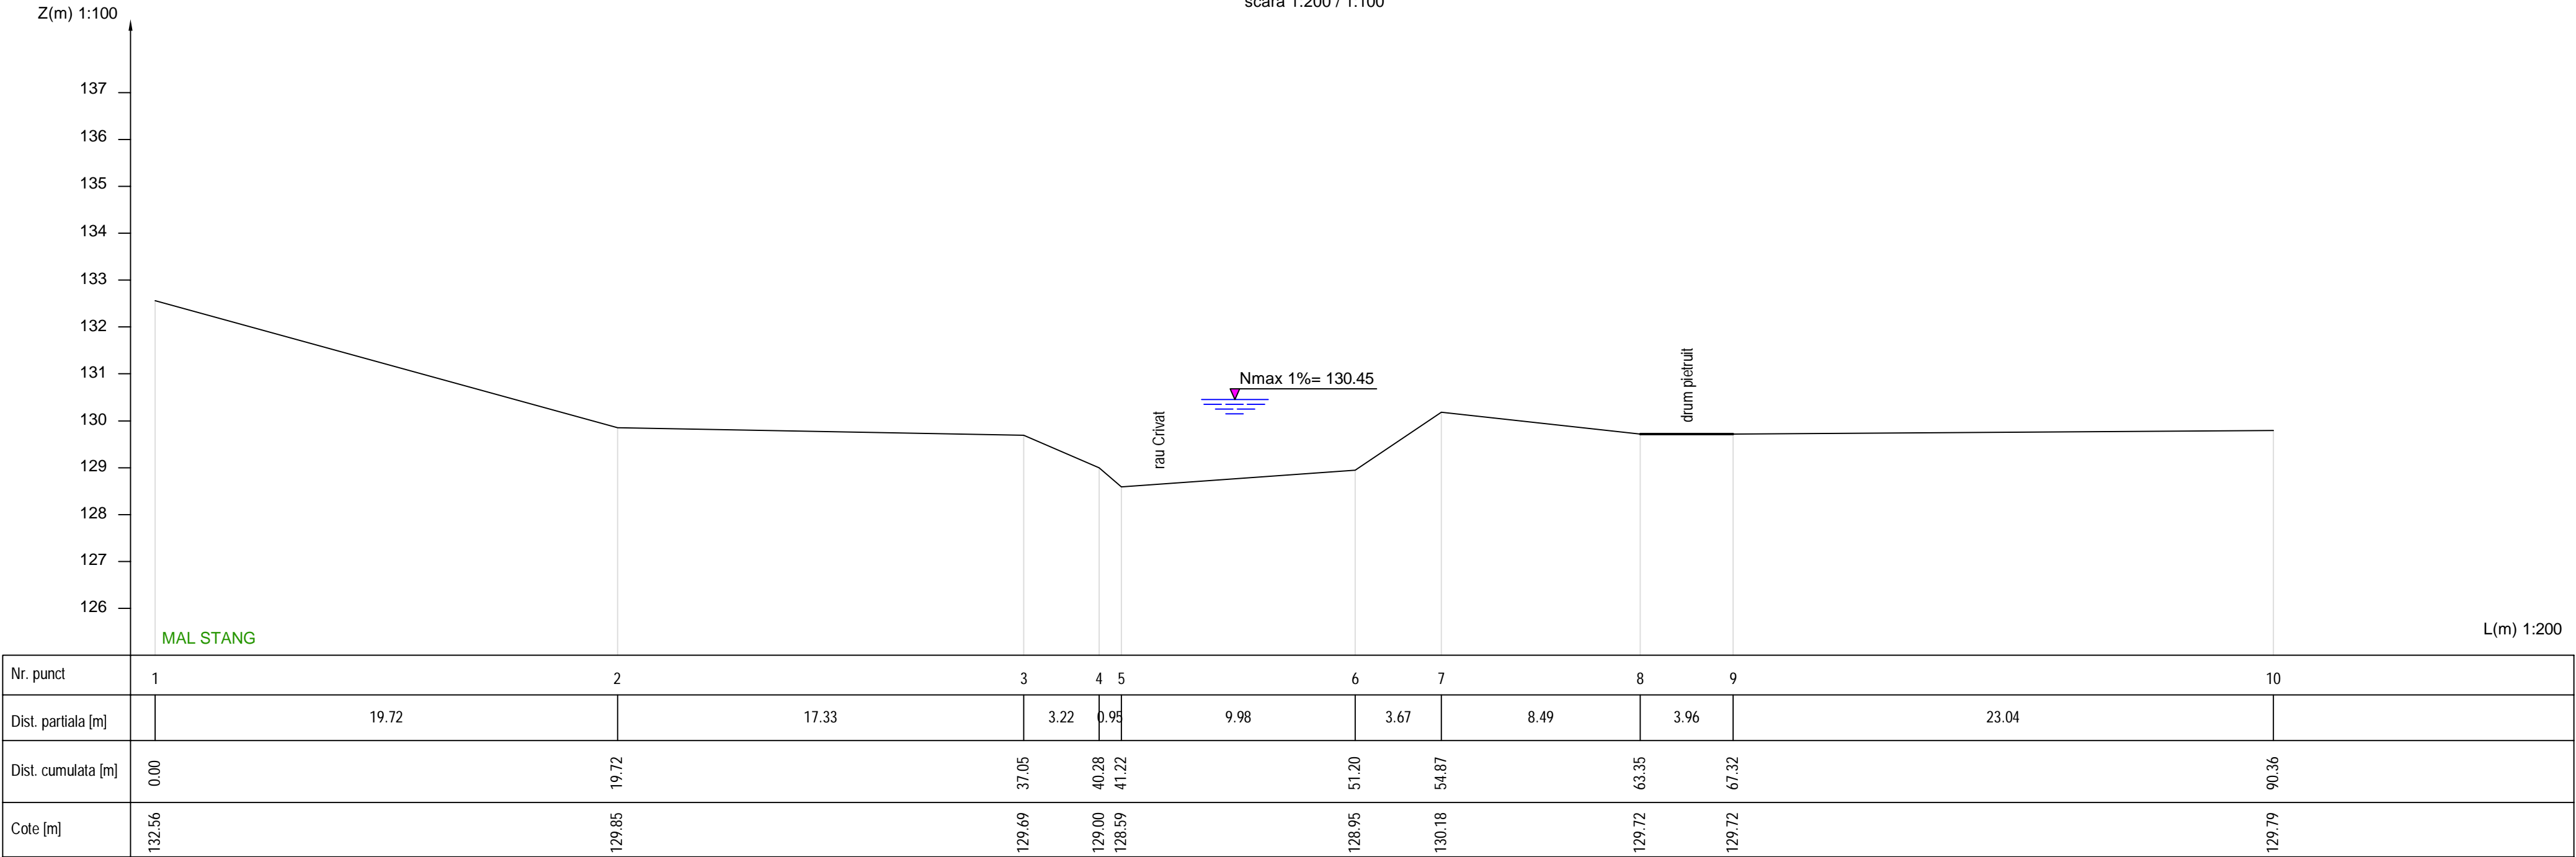 scara 1:200 / 1:100
Z(m) 1:100
137
136
135
134
133
132
131
130
129
128
127
126
Nmax 1%= 130.45
rau Crivat
drum pietruit
MAL STANG
L(m) 1:200
Nr. punct 1 2 3 4 5 6 7 8 9 10
Dist. partiala [m] 19.72 17.33 3.22 0.95 9.98 3.67 8.49 3.96 23.04
Dist. cumulata [m] 0.00 19.72 37.05 40.28 41.22 51.20 54.87 63.35 67.32 90.36
Cote [m] 132.56 129.85 129.69 129.00 128.59 128.95 130.18 129.72 129.72 129.79